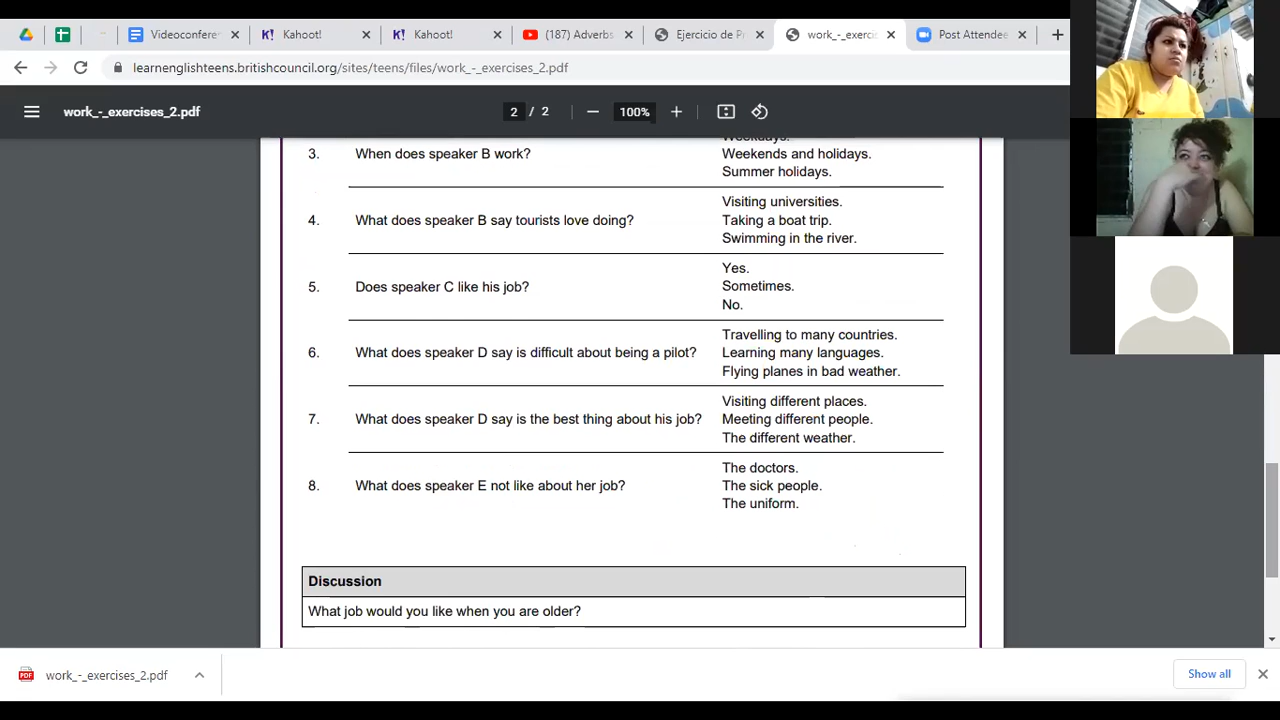 Videoconfere
Kahoot!
Kahoot!
(187) Adverbs
Ejercicio de Pr
work_-_exerci
Post Attendee
learnenglishteens.britishcouncil.org/sites/teens/files/work_-_exercises_2.pdf
work_-_exercises_2.pdf
2 / 2
100%
Weekdays.
3. When does speaker B work?
Weekends and holidays.
Summer holidays.
Visiting universities.
4. What does speaker B say tourists love doing?
Taking a boat trip.
Swimming in the river.
Yes.
5. Does speaker C like his job?
Sometimes.
No.
Travelling to many countries.
6. What does speaker D say is difficult about being a pilot?
Learning many languages.
Flying planes in bad weather.
Visiting different places.
7. What does speaker D say is the best thing about his job?
Meeting different people.
The different weather.
The doctors.
8. What does speaker E not like about her job?
The sick people.
The uniform.
Discussion
What job would you like when you are older?
PDF
work_-_exercises_2.pdf
Show all